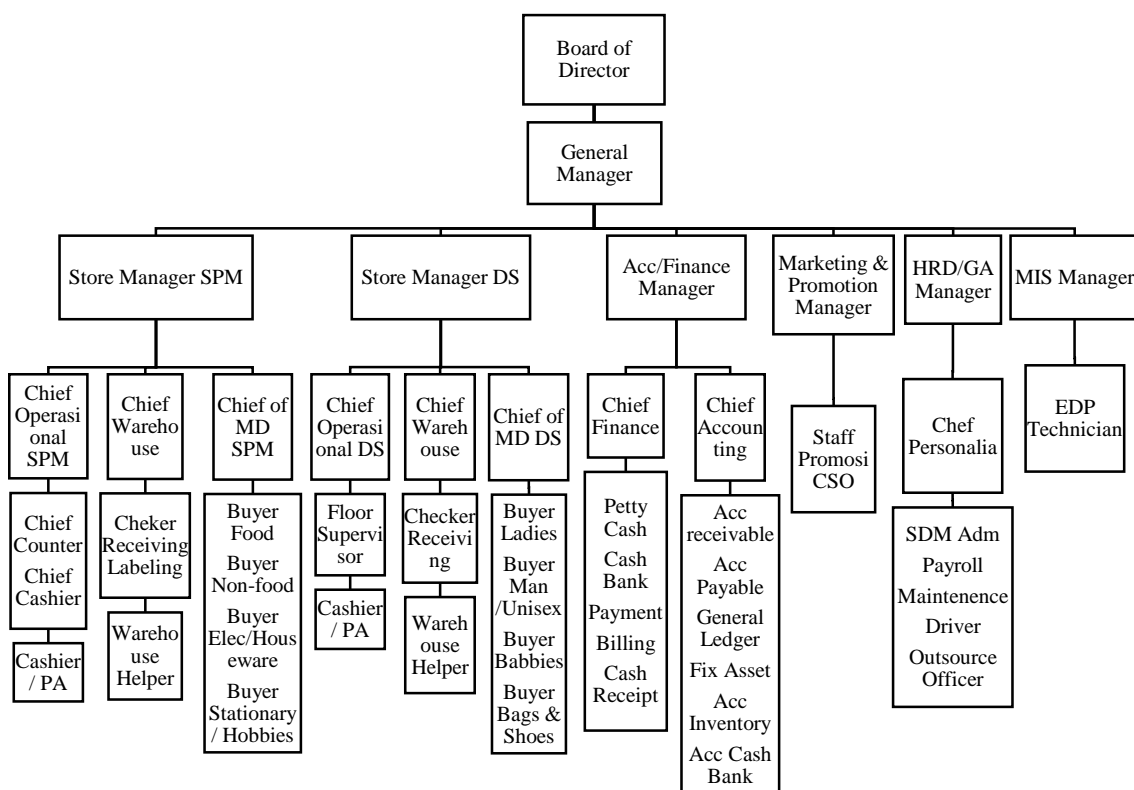 Board of
Director
General
Manager
Store Manager SPM
Store Manager DS
Acc/Finance
Manager
Marketing &
Promotion
Manager
HRD/GA
Manager
MIS Manager
Chief
Operasi
onal
SPM
Chief
Wareho
use
Chief of
MD
SPM
Chief
Operasi
onal DS
Chief
Wareh
ouse
Chief
of MD DS
Chief
Finance
Chief
Accoun
ting
Staff
Promosi
CSO
Chef
Personalia
EDP
Technician
Chief
Counter
Chief
Cashier
Cashier
/ PA
Cheker
Receiving
Labeling
Wareho
use
Helper
Buyer
Food
Buyer
Non-food
Buyer
Elec/Hous
eware
Buyer
Stationary
/ Hobbies
Floor
Supervi
sor
Cashier
/ PA
Checker
Receivi
ng
Wareh
ouse
Helper
Buyer
Ladies
Buyer
Man
/Unisex
Buyer
Babbies
Buyer
Bags &
Shoes
Petty
Cash
Cash
Bank
Payment
Billing
Cash
Receipt
Acc
receivable
Acc
Payable
General
Ledger
Fix Asset
Acc
Inventory
Acc Cash
Bank
SDM Adm
Payroll
Maintenence
Driver
Outsource
Officer